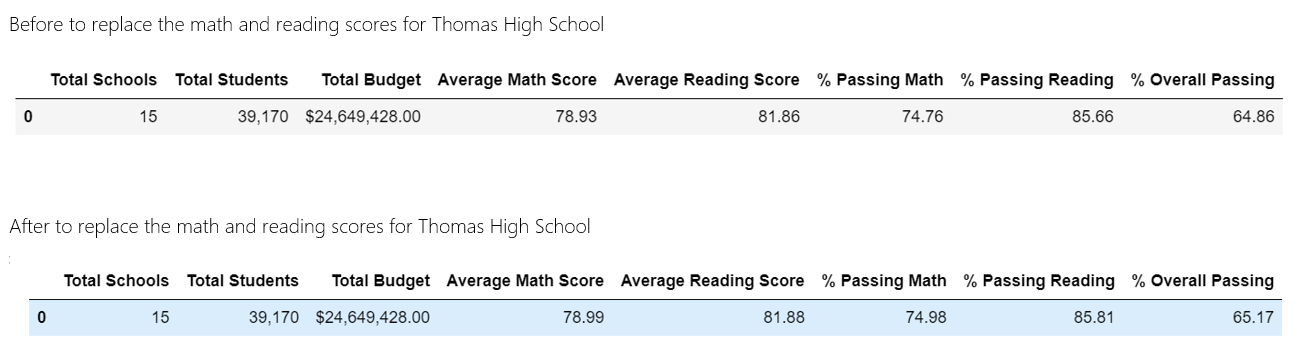 Before to replace the math and reading scores for Thomas High School
Total Schools Total Students Total Budget Average Math Score Average Reading Score % Passing Math % Passing Reading % Overall Passing
0 15 39,170 $24,649,428.00 78.93 81.86 74.76 85.66 64.86
After to replace the math and reading scores for Thomas High School
:
Total Schools Total Students Total Budget Average Math Score Average Reading Score % Passing Math % Passing Reading % Overall Passing
0 15 39,170 $24,649,428.00 78.99 81.88 74.98 85.81 65.17